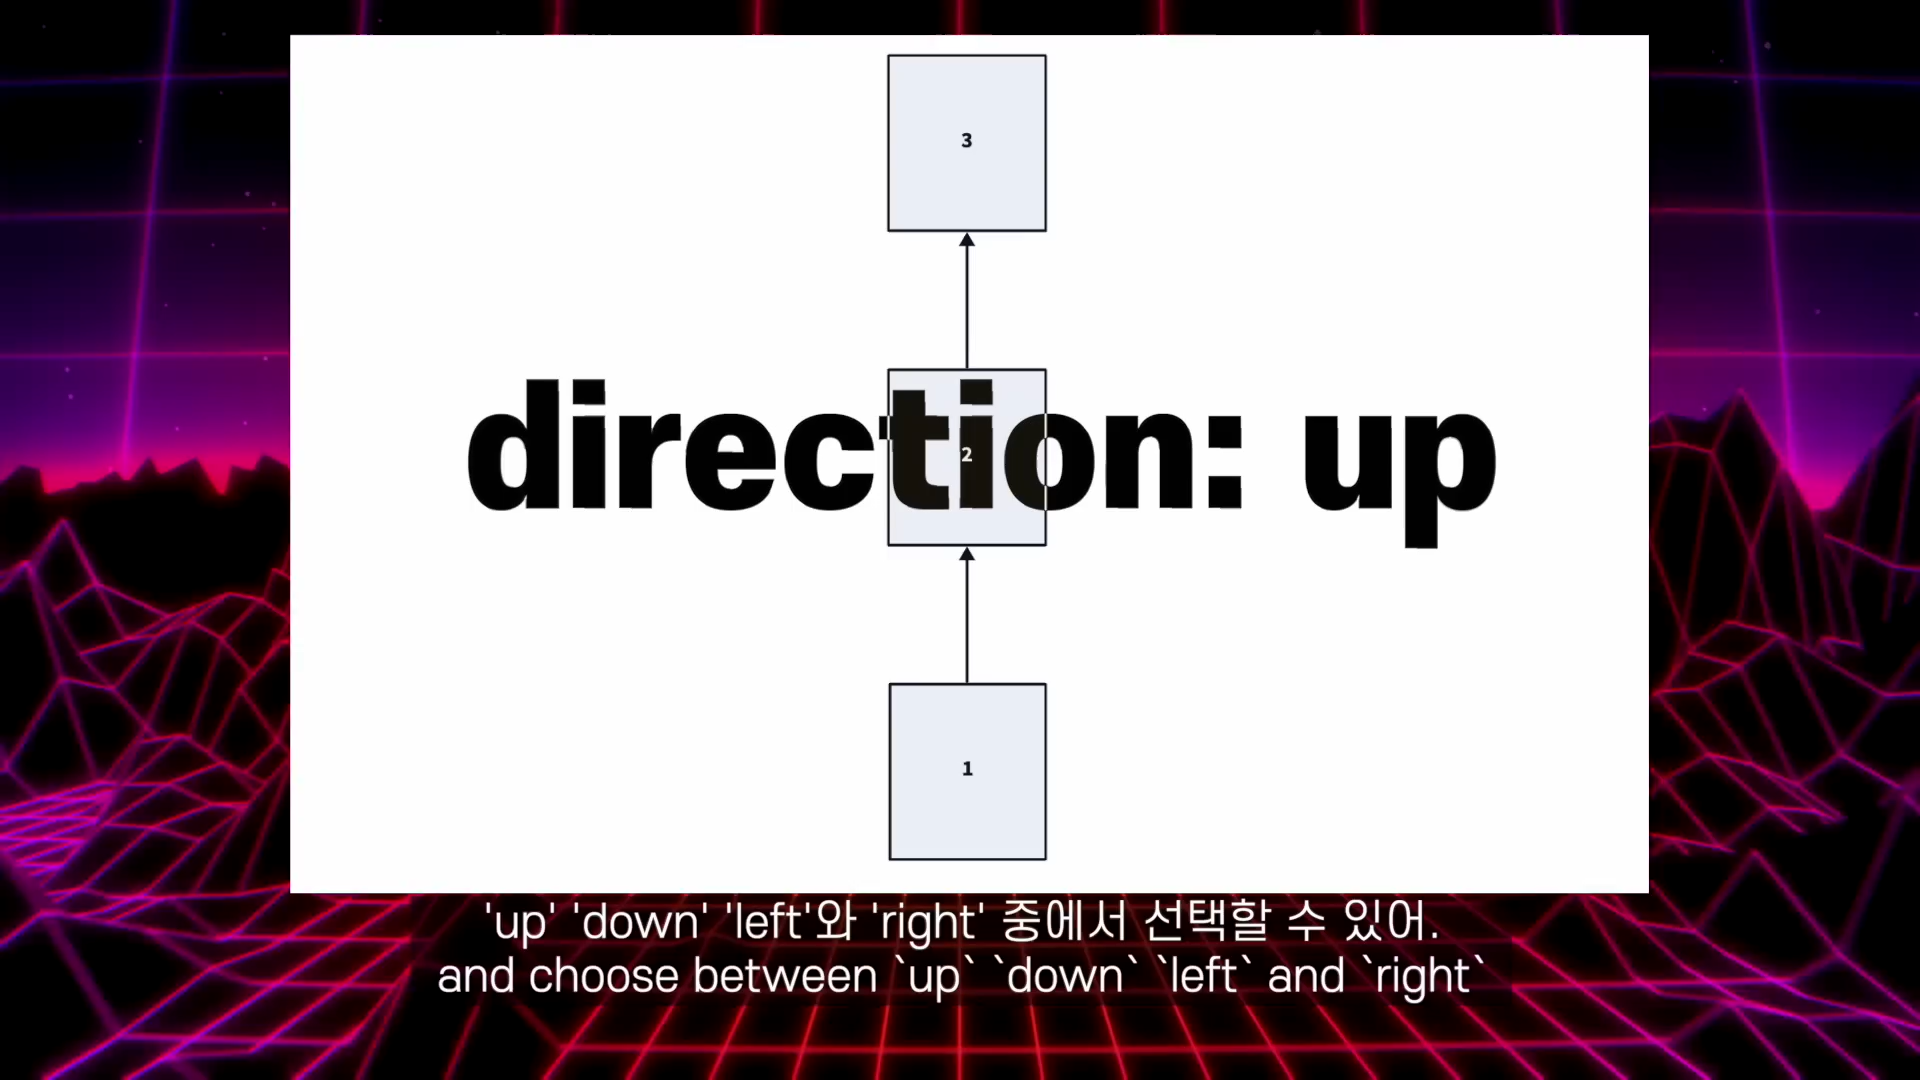 3
direction: up
2
1
'up' 'down' 'left'와 'right' 중에서 선택할 수 있어.
and choose between `up` `down` `left` and `right`